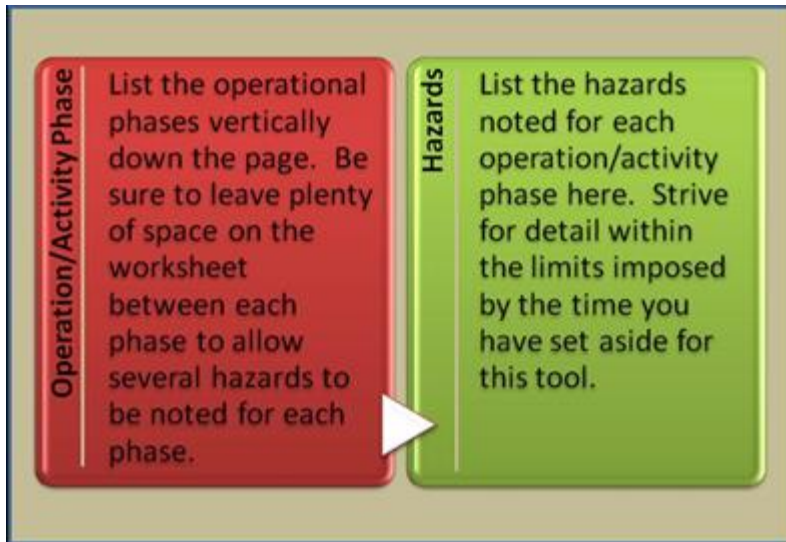 Operation/Activity Phase
List the operational
phases vertically
down the page. Be
sure to leave plenty
of space on the
worksheet
between each
phase to allow
several hazards to
be noted for each
phase.
Hazards
List the hazards
noted for each
operation/activity
phase here. Strive
for detail within
the limits imposed
by the time you
have set aside for
this tool.